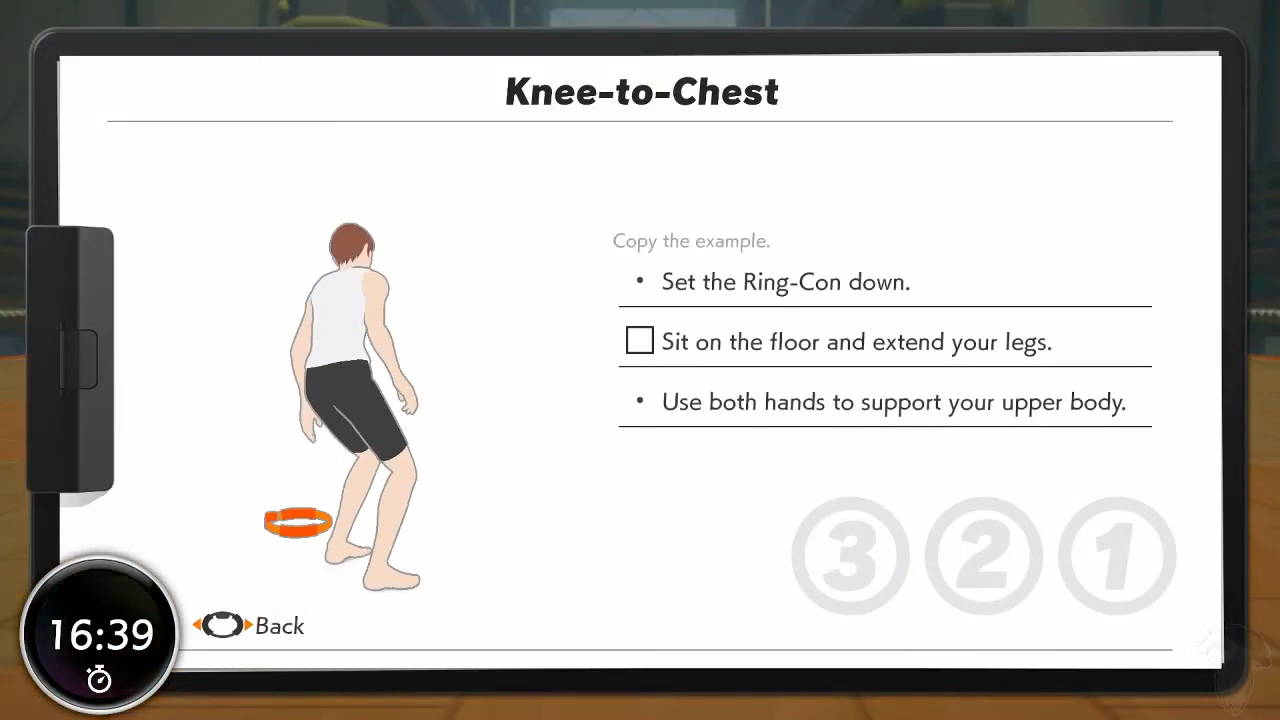 Knee-to-Chest
Copy the example.
• Set the Ring-Con down.
Sit on the floor and extend your legs.
• Use both hands to support your upper body.
3 2 1
16:39
Back